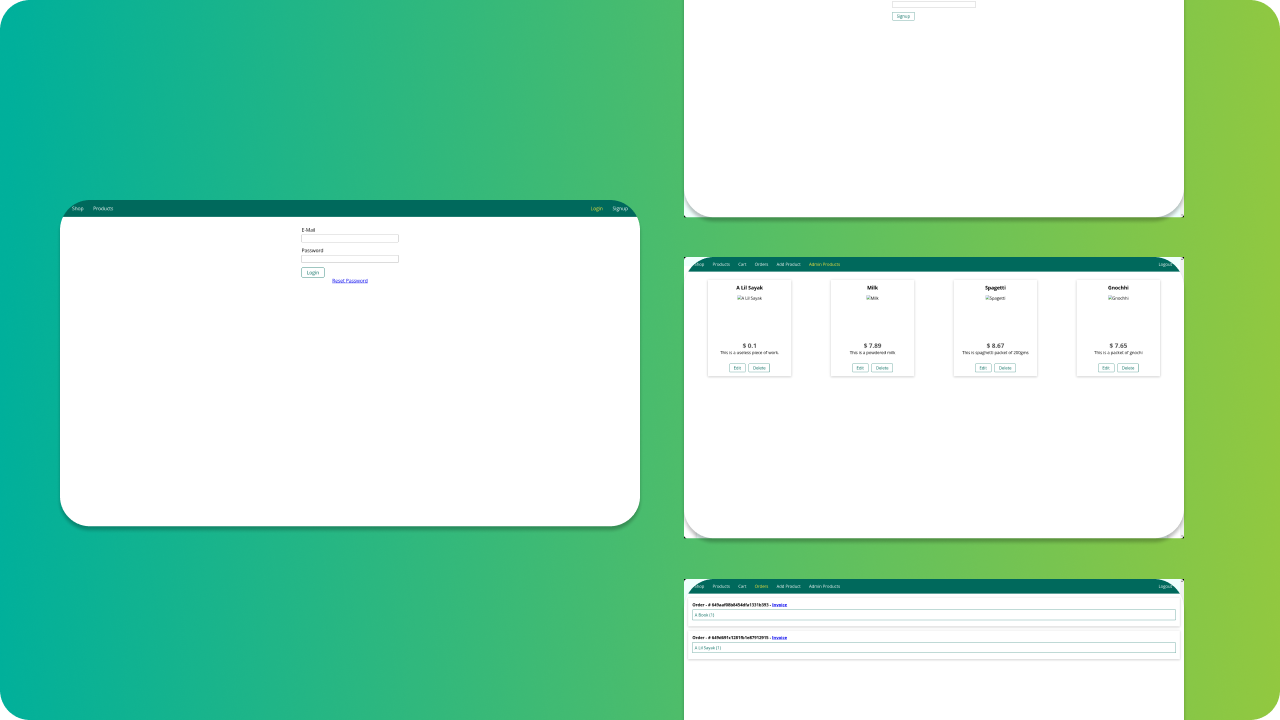 Shop Products Login Signup
E-Mail
Password
Login
Reset Password
Signup
Shop Products Cart Orders Add Product Admin Products Logout
A Lil Sayak Milk Spagetti Gnochhi
A Lil Sayak Milk Spagetti Gnochhi
$ 0.1 $ 7.89 $ 8.67 $ 7.65
This is a useless piece of work. This is a powdered milk This is spaghetti packet of 200gms This is a packet of gnochi
Edit Delete Edit Delete Edit Delete Edit Delete
Shop Products Cart Orders Add Product Admin Products Logout
Order - # - Invoice
A Book (1)
Order - # - Invoice
A Lil Sayak (1)